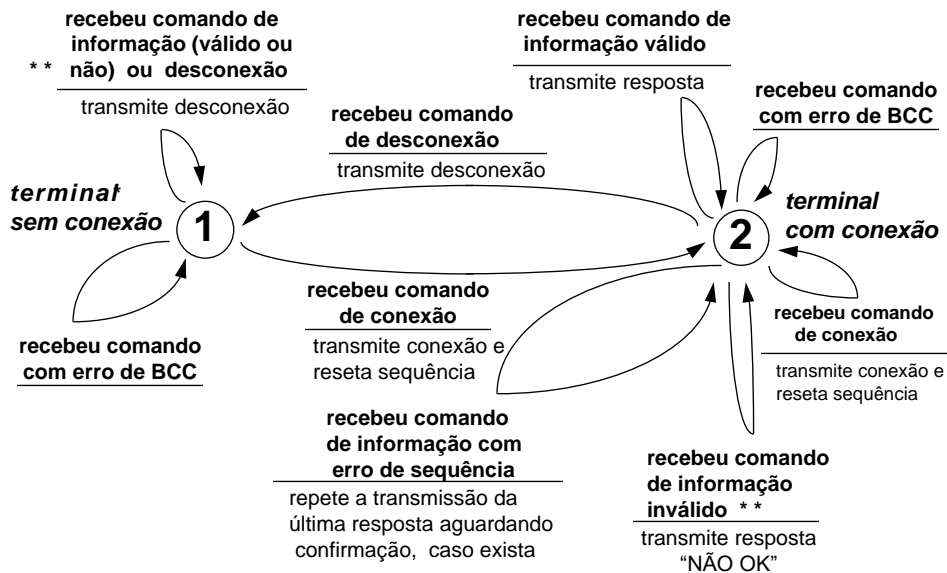 recebeu comando de
informação (válido ou
* * não) ou desconexão
transmite desconexão
recebeu comando de
informação válido
transmite resposta
recebeu comando
com erro de BCC
recebeu comando
de desconexão
transmite desconexão
terminal
sem conexão
1
2
terminal
com conexão
recebeu comando
com erro de BCC
recebeu comando
de conexão
transmite conexão e
reseta sequência
recebeu comando
de conexão
transmite conexão e
reseta sequência
recebeu comando
de informação com
erro de sequência
repete a transmissão da
última resposta aguardando
confirmação, caso exista
recebeu comando
de informação
inválido * *
transmite resposta
“NÃO OK”